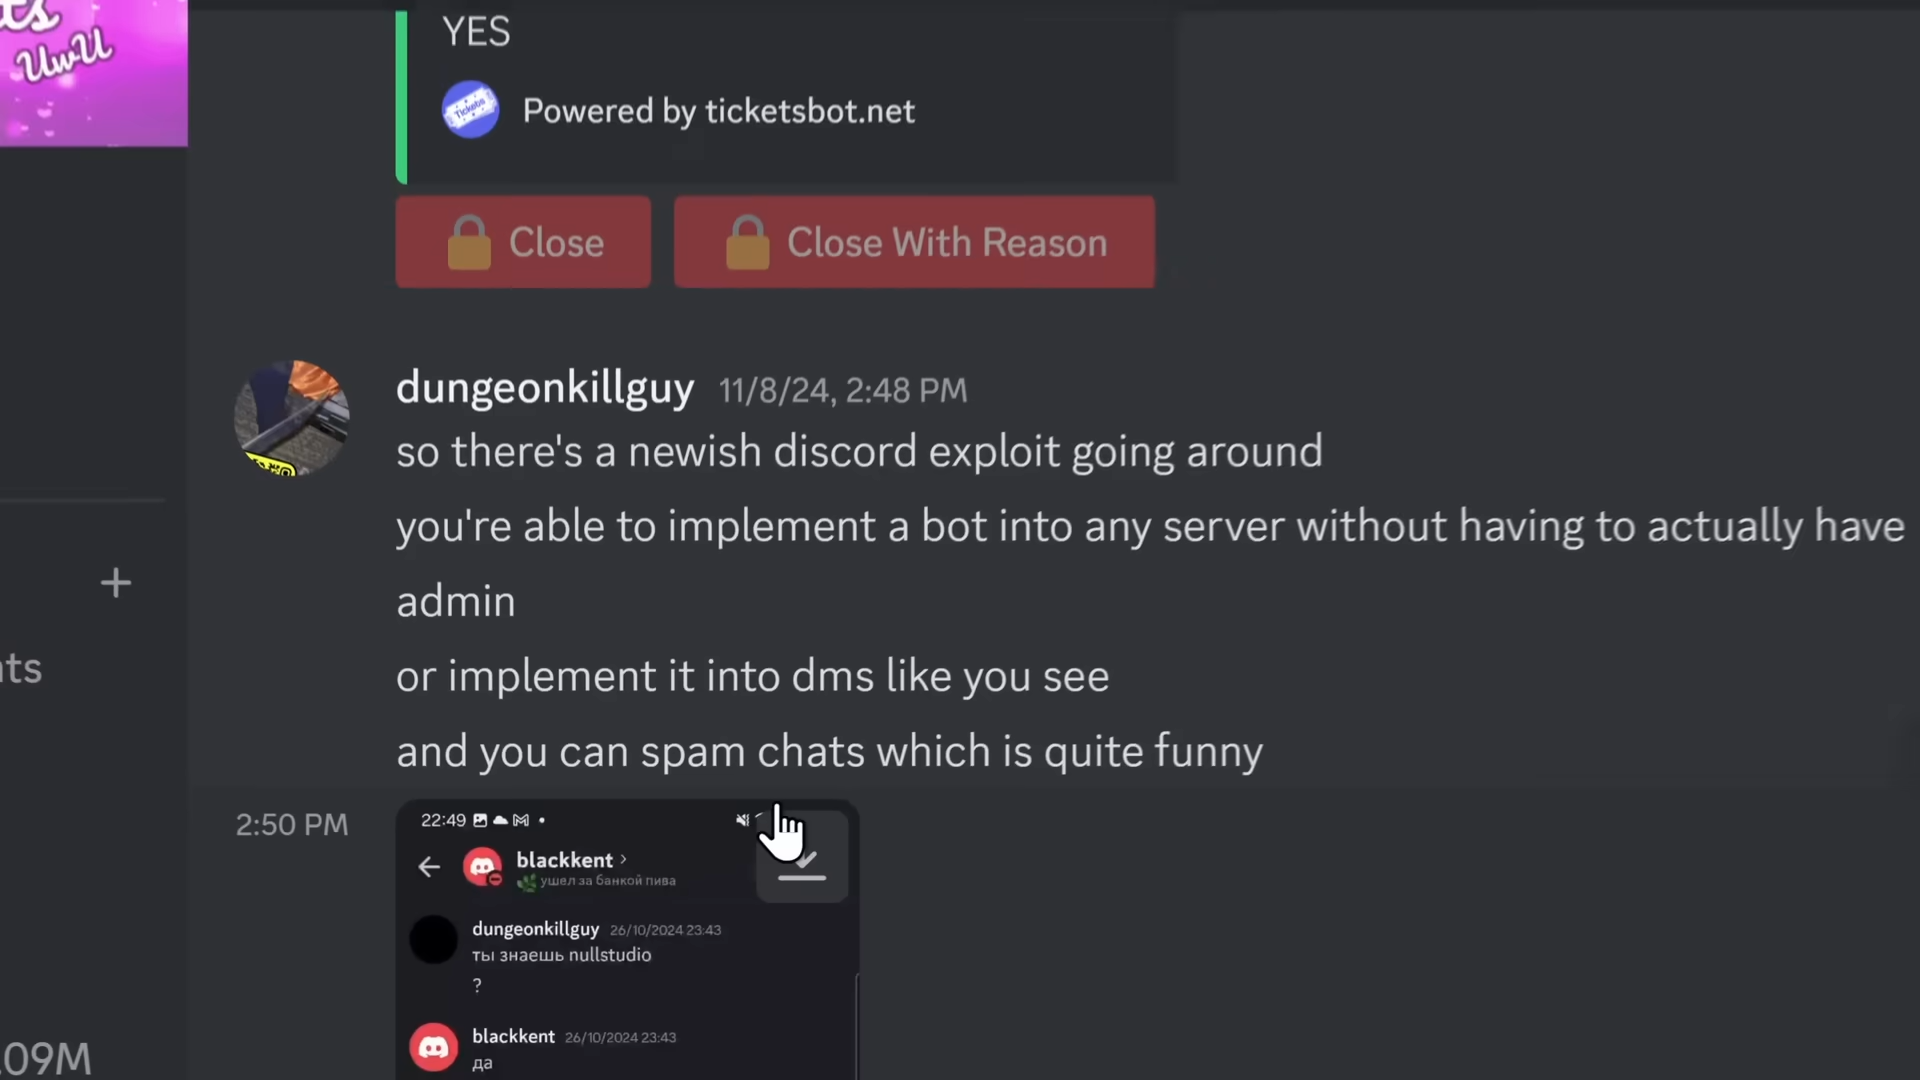 UwU
YES
Tickets
Powered by ticketsbot.net
Close
Close With Reason
dungeonkillguy 11/8/24, 2:48 PM
so there's a newish discord exploit going around
you're able to implement a bot into any server without having to actually have
admin
or implement it into dms like you see
and you can spam chats which is quite funny
2:50 PM
22:49
blackkent
ушел за банкой пива
dungeonkillguy 26/10/2024 23:43
ты знаешь nullstudio
?
blackkent 26/10/2024 23:43
да
.09M